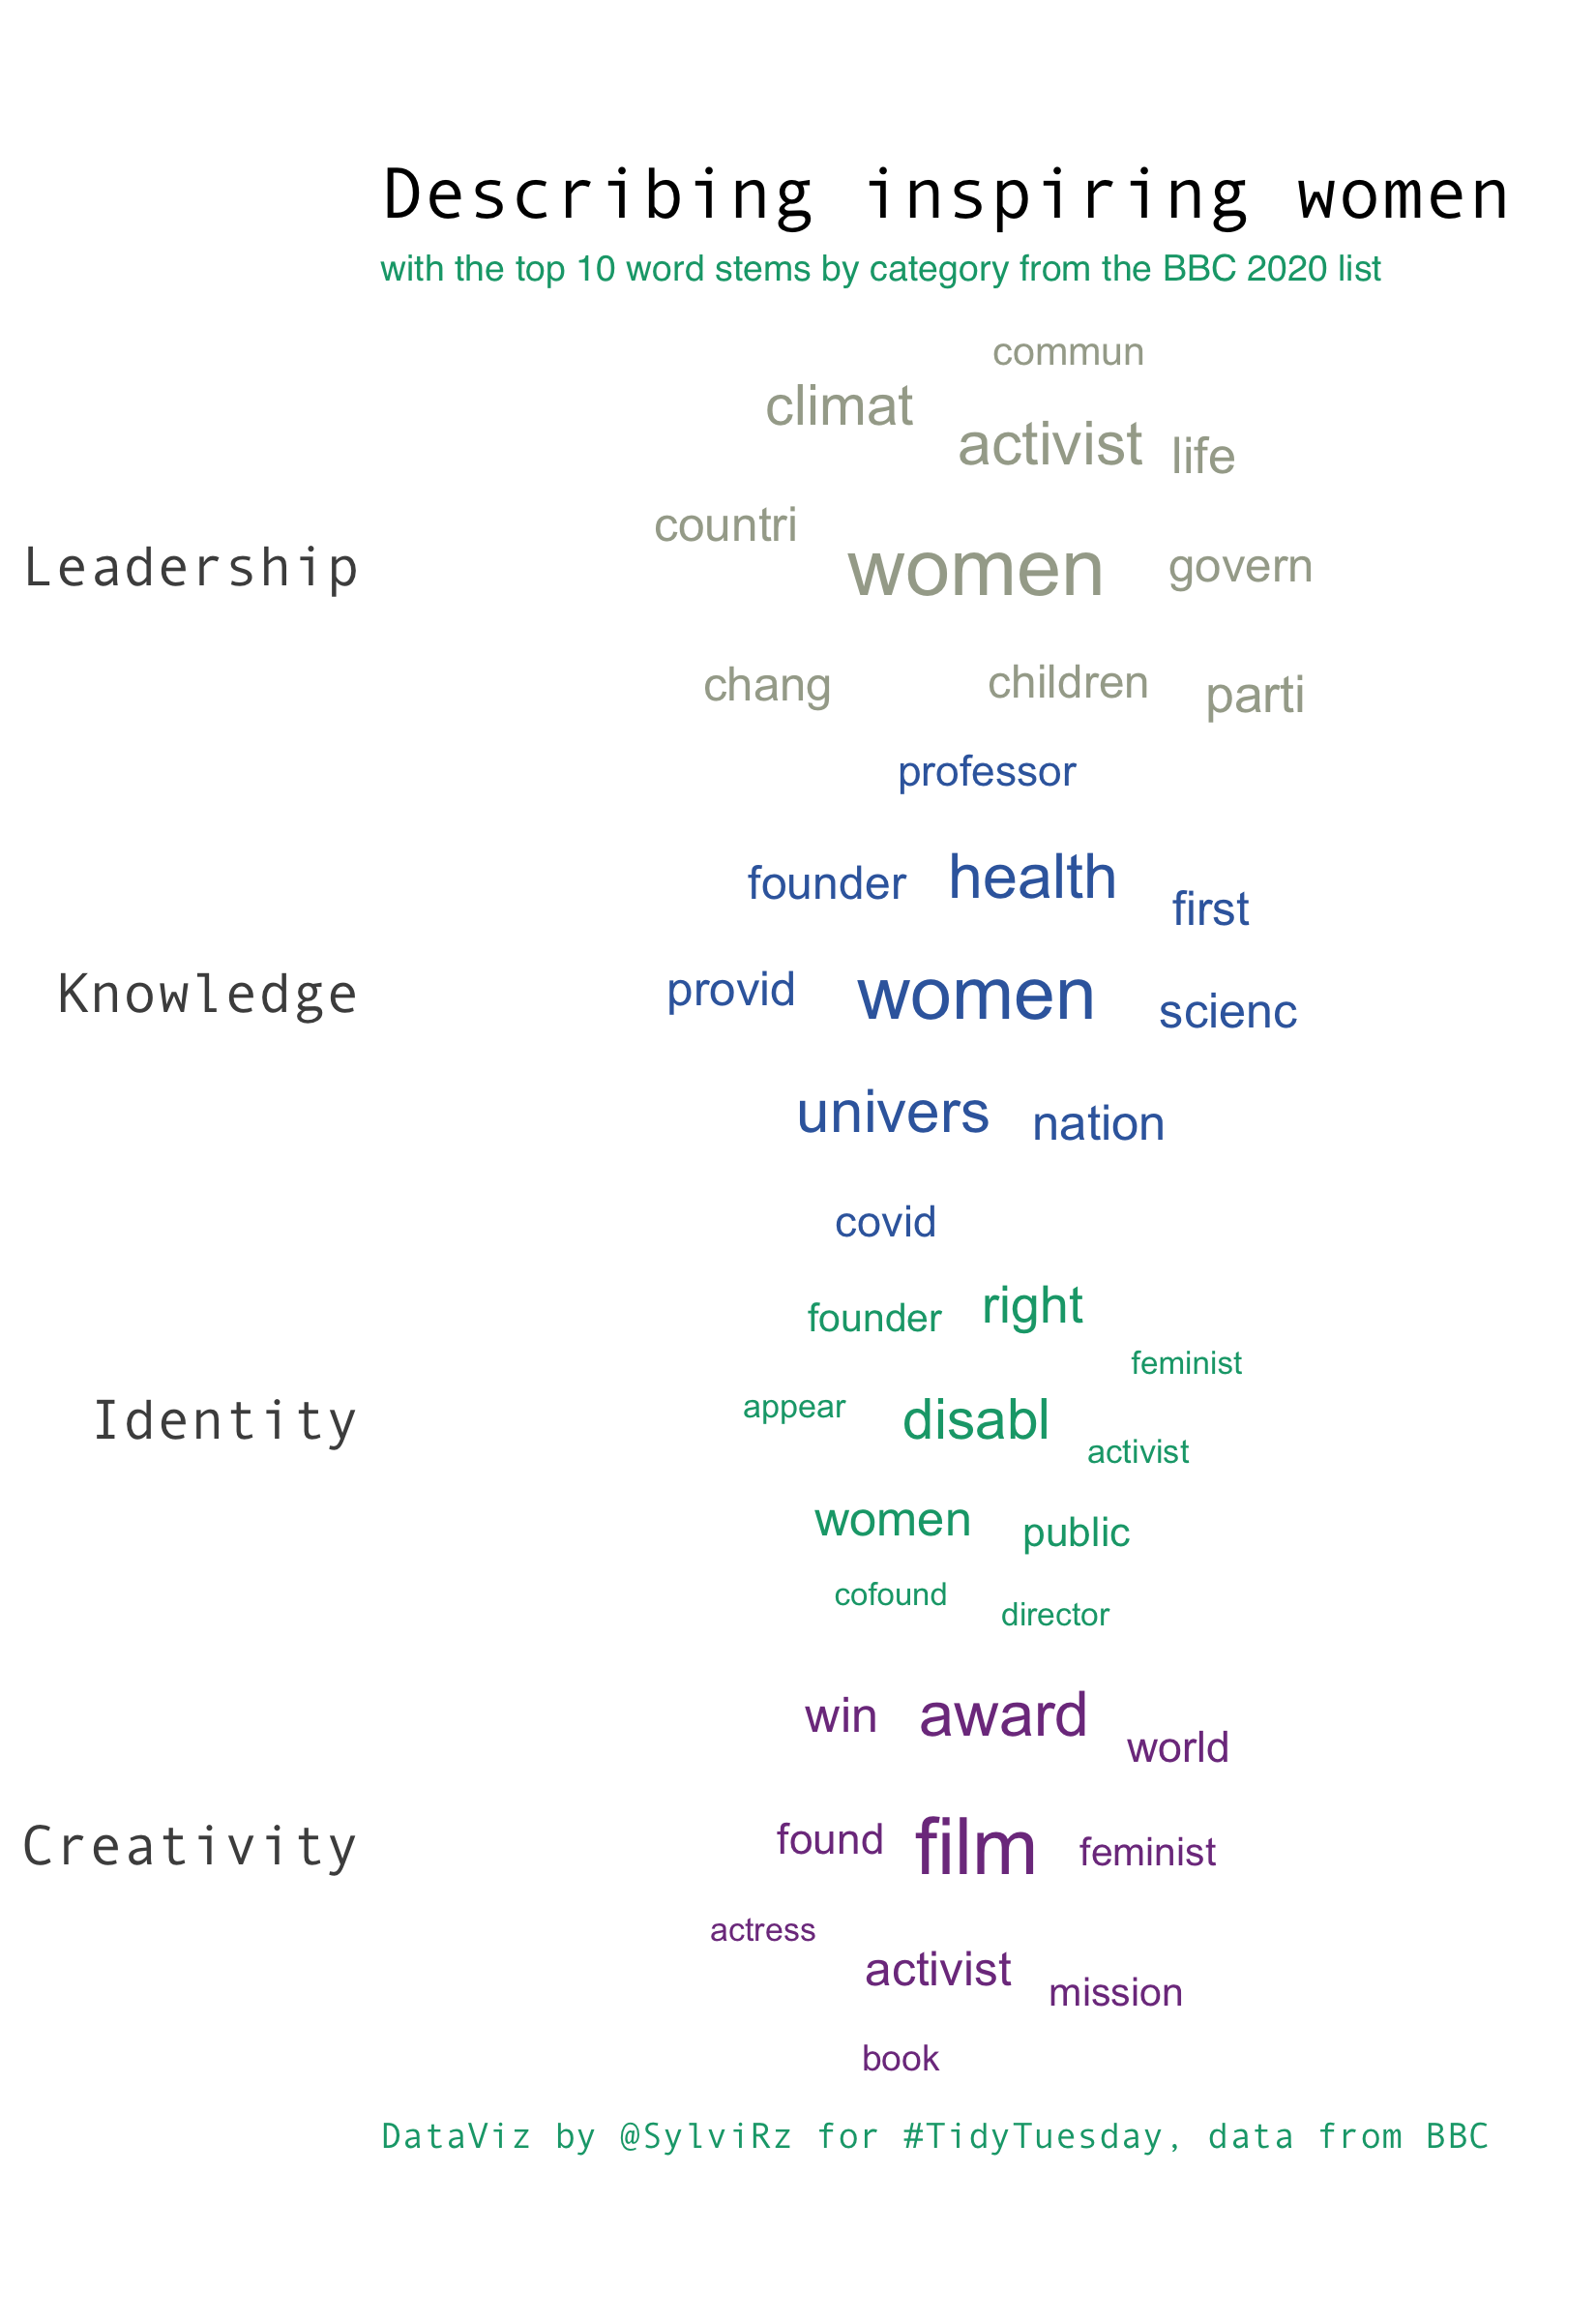 Describing inspiring women
with the top 10 word stems by category from the BBC 2020 list
Leadership
commun
climat
activist life
countri
women govern
chang children parti
Knowledge
professor
founder health first
provid women scienc
univers nation
covid
Identity
founder right
feminist
appear disabl
activist
women public
cofound director
Creativity
win award world
found film feminist
actress
activist mission
book
DataViz by @SylviRz for #TidyTuesday, data from BBC